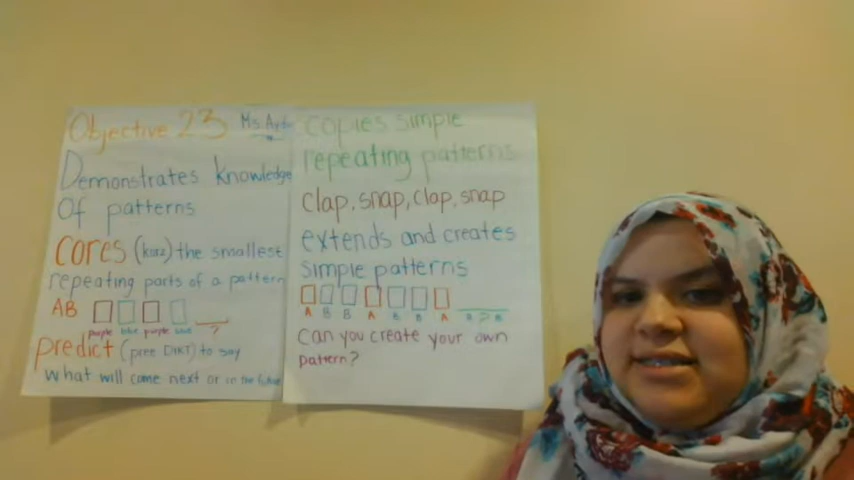 Objective 23
Demonstrates knowledge
Of patterns
cores (korz) the smallest
repeating parts of a pattern
AB
purple blue purple blue ?
predict (pree DIKT) to say
what will come next or in the future
copies simple
repeating patterns
clap, snap, clap, snap
extends and creates
simple patterns
A B B A B B A B ? B
Can you create your own
pattern?